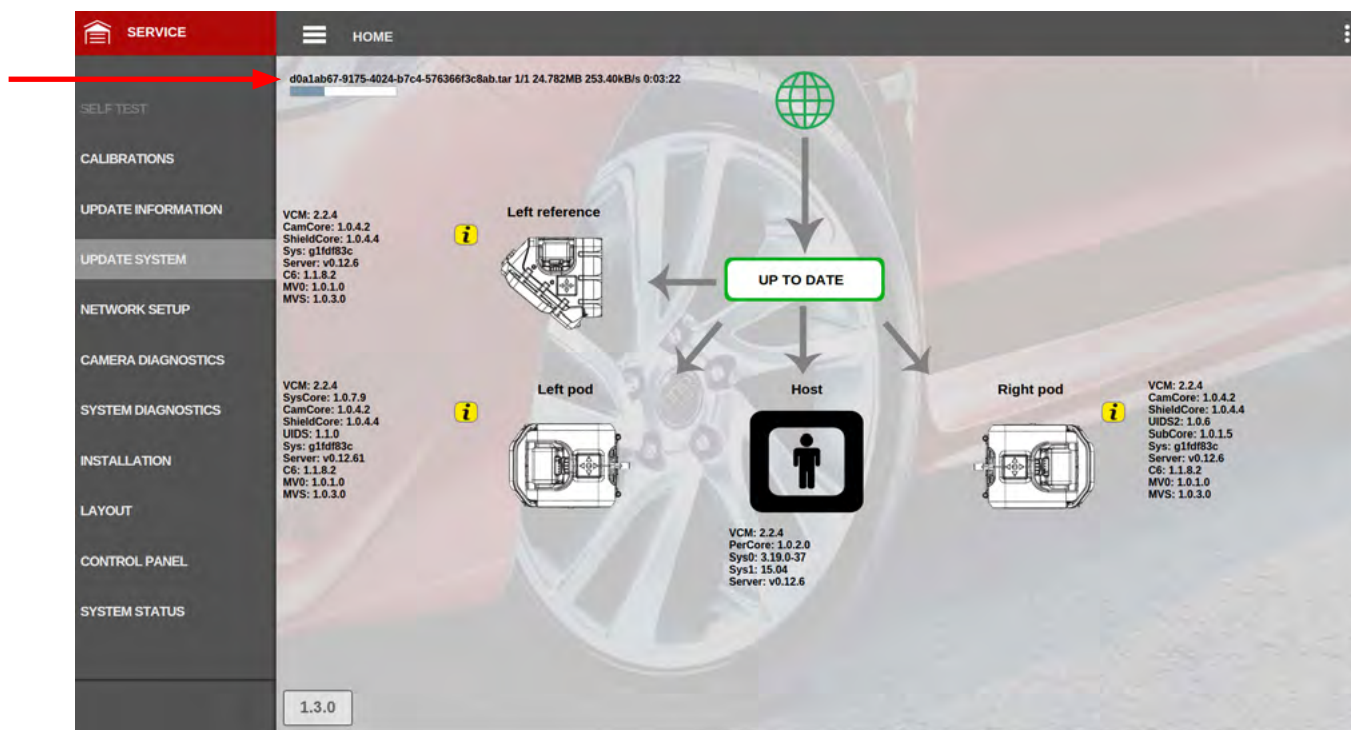 SERVICE
HOME
d0a1ab67-9175-4024-b7c4-576366f3c8ab.tar 1/1 24.782MB 253.40kB/s 0:03:22
SELF TEST
CALIBRATIONS
UPDATE INFORMATION
UPDATE SYSTEM
NETWORK SETUP
CAMERA DIAGNOSTICS
SYSTEM DIAGNOSTICS
INSTALLATION
LAYOUT
CONTROL PANEL
SYSTEM STATUS
VCM: 2.2.4
CamCore: 1.0.4.2
ShieldCore: 1.0.4.4
Sys: g1fdf83c
Server: v0.12.6
C6: 1.1.8.2
MV0: 1.0.1.0
MVS: 1.0.3.0
i
Left reference
UP TO DATE
VCM: 2.2.4
SysCore: 1.0.7.9
CamCore: 1.0.4.2
ShieldCore: 1.0.4.4
UIDS: 1.1.0
Sys: g1fdf83c
Server: v0.12.61
C6: 1.1.8.2
MV0: 1.0.1.0
MVS: 1.0.3.0
i
Left pod
Host
VCM: 2.2.4
PerCore: 1.0.2.0
Sys0: 3.19.0-37
Sys1: 15.04
Server: v0.12.6
Right pod
i
VCM: 2.2.4
CamCore: 1.0.4.2
ShieldCore: 1.0.4.4
UIDS2: 1.0.6
SubCore: 1.0.1.5
Sys: g1fdf83c
Server: v0.12.6
C6: 1.1.8.2
MV0: 1.0.1.0
MVS: 1.0.3.0
1.3.0